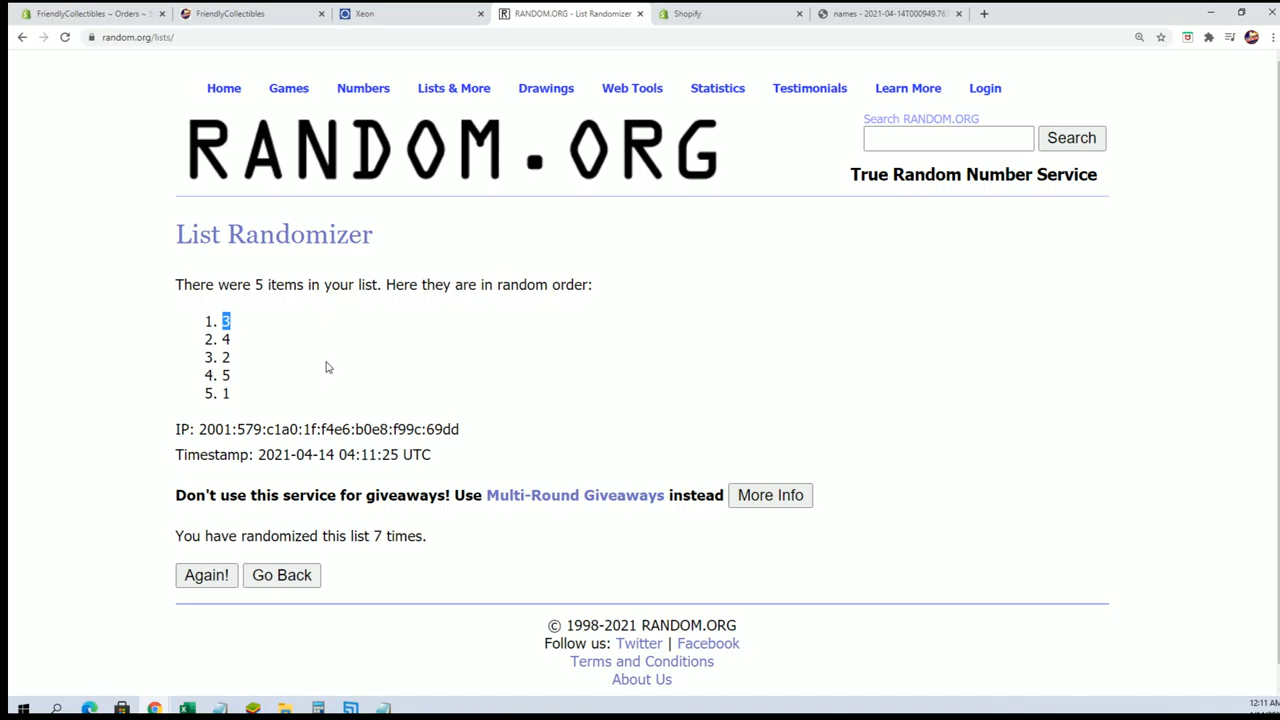 FriendlyCollectibles ~ Orders ~ S
FriendlyCollectibles
Xeon
RANDOM.ORG - List Randomizer
Shopify
names - 2021-04-14T000949.763
random.org/lists/
Home Games Numbers Lists & More Drawings Web Tools Statistics Testimonials Learn More Login
RANDOM.ORG
Search RANDOM.ORG
Search
True Random Number Service
List Randomizer
There were 5 items in your list. Here they are in random order:
1. 3
2. 4
3. 2
4. 5
5. 1
IP: 2001:579:c1a0:1f:f4e6:b0e8:f99c:69dd
Timestamp: 2021-04-14 04:11:25 UTC
Don't use this service for giveaways! Use Multi-Round Giveaways instead More Info
You have randomized this list 7 times.
Again! Go Back
© 1998-2021 RANDOM.ORG
Follow us: Twitter | Facebook
Terms and Conditions
About Us
12:11 AM